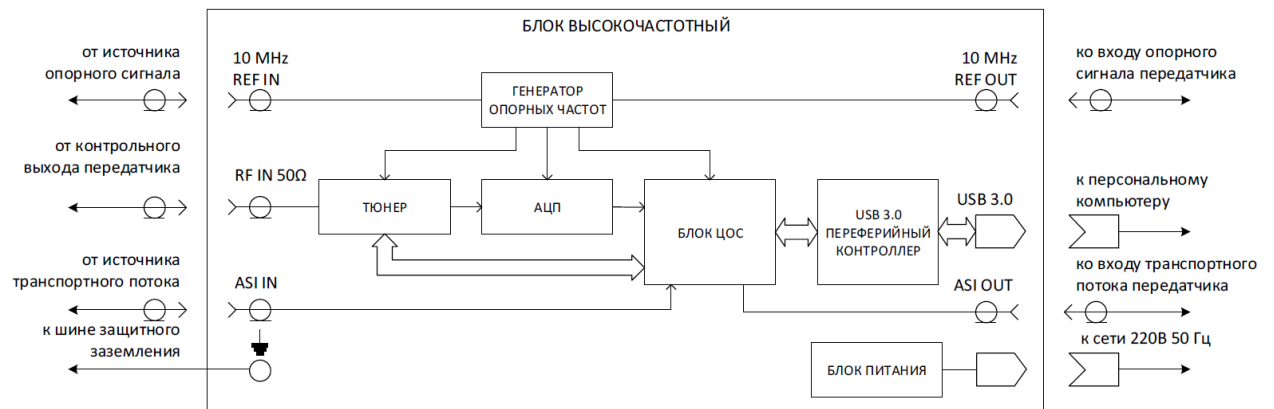 БЛОК ВЫСОКОЧАСТОТНЫЙ
от источника
опорного сигнала
10 MHz
REF IN
ГЕНЕРАТОР
ОПОРНЫХ ЧАСТОТ
10 MHz
REF OUT
ко входу опорного
сигнала передатчика
от контрольного
выхода передатчика
RF IN 50Ω
ТЮНЕР
АЦП
БЛОК ЦОС
USB 3.0
ПЕРЕФЕРИЙНЫЙ
КОНТРОЛЛЕР
USB 3.0
к персональному
компьютеру
от источника
транспортного потока
ASI IN
ASI OUT
ко входу транспортного
потока передатчика
к шине защитного
заземления
БЛОК ПИТАНИЯ
к сети 220В 50 Гц